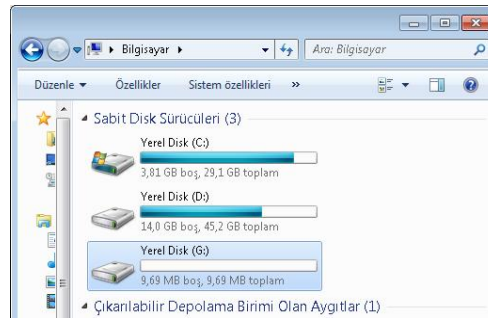 Bilgisayar
Ara: Bilgisayar
Düzenle Özellikler Sistem özellikleri »
Sabit Disk Sürücüleri (3)
Yerel Disk (C:)
3,81 GB boş, 29,1 GB toplam
Yerel Disk (D:)
14,0 GB boş, 45,2 GB toplam
Yerel Disk (G:)
9,69 MB boş, 9,69 MB toplam
Çıkarılabilir Depolama Birimi Olan Aygıtlar (1)